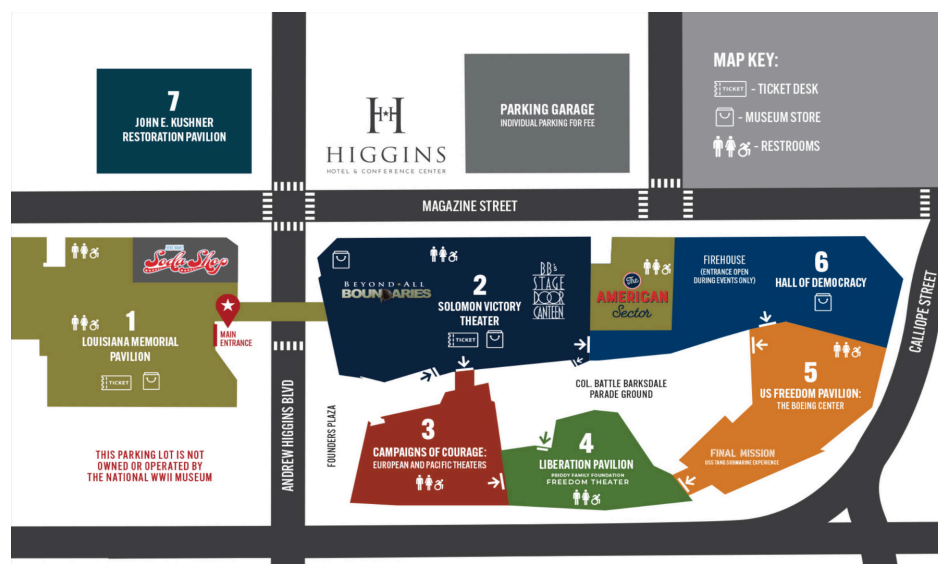 7
JOHN E. KUSHNER
RESTORATION PAVILION
H★H
HIGGINS
HOTEL & CONFERENCE CENTER
PARKING GARAGE
INDIVIDUAL PARKING FOR FEE
MAP KEY:
TICKET - TICKET DESK
- MUSEUM STORE
- RESTROOMS
MAGAZINE STREET
Soda Shop
1
LOUISIANA MEMORIAL
PAVILION
TICKET
MAIN
ENTRANCE
THIS PARKING LOT IS NOT
OWNED OR OPERATED BY
THE NATIONAL WWII MUSEUM
ANDREW HIGGINS BLVD
FOUNDERS PLAZA
BEYOND ALL
BOUNDARIES
2
SOLOMON VICTORY
THEATER
TICKET
BB's
STAGE
DOOR
CANTEEN
The
AMERICAN
Sector
FIREHOUSE
(ENTRANCE OPEN
DURING EVENTS ONLY)
6
HALL OF DEMOCRACY
CALLIOPE STREET
COL. BATTLE BARKSDALE
PARADE GROUND
3
CAMPAIGNS OF COURAGE:
EUROPEAN AND PACIFIC THEATERS
4
LIBERATION PAVILION
PRIDDY FAMILY FOUNDATION
FREEDOM THEATER
5
US FREEDOM PAVILION:
THE BOEING CENTER
FINAL MISSION
USS TANG SUBMARINE EXPERIENCE